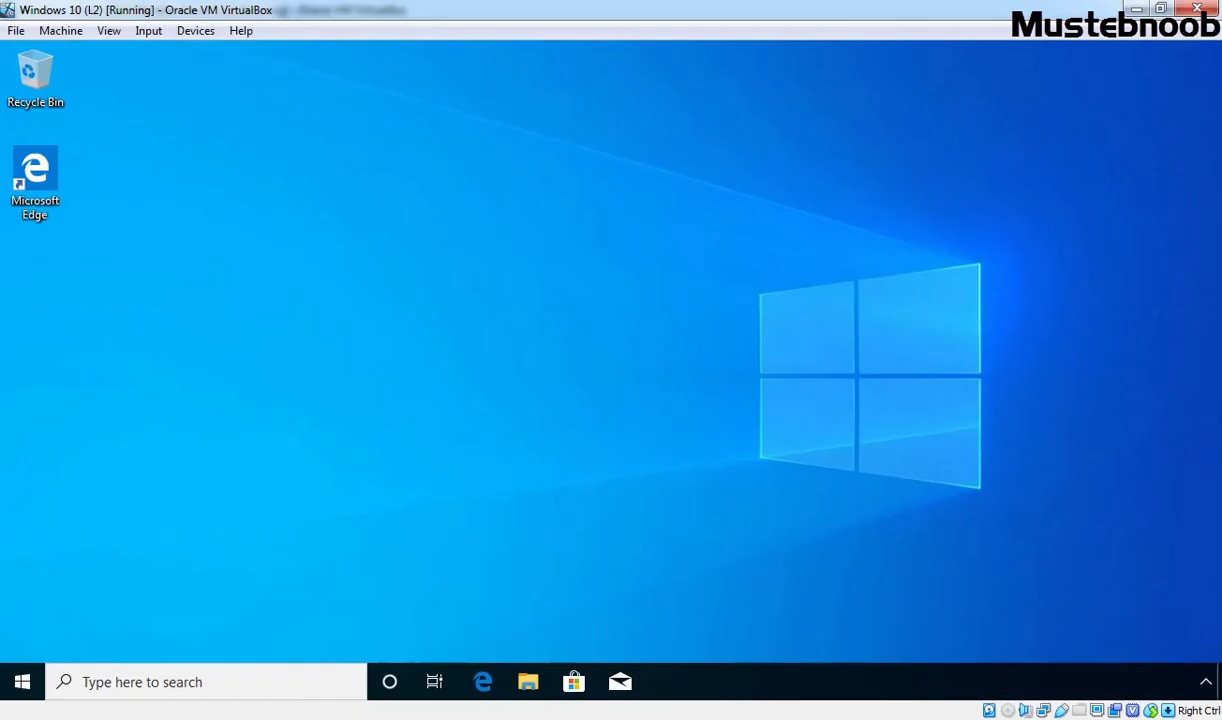 Windows 10 (L2) [Running] - Oracle VM VirtualBox
File Machine View Input Devices Help
Mustebnoob
Recycle Bin
Microsoft
Edge
Type here to search
Right Ctrl